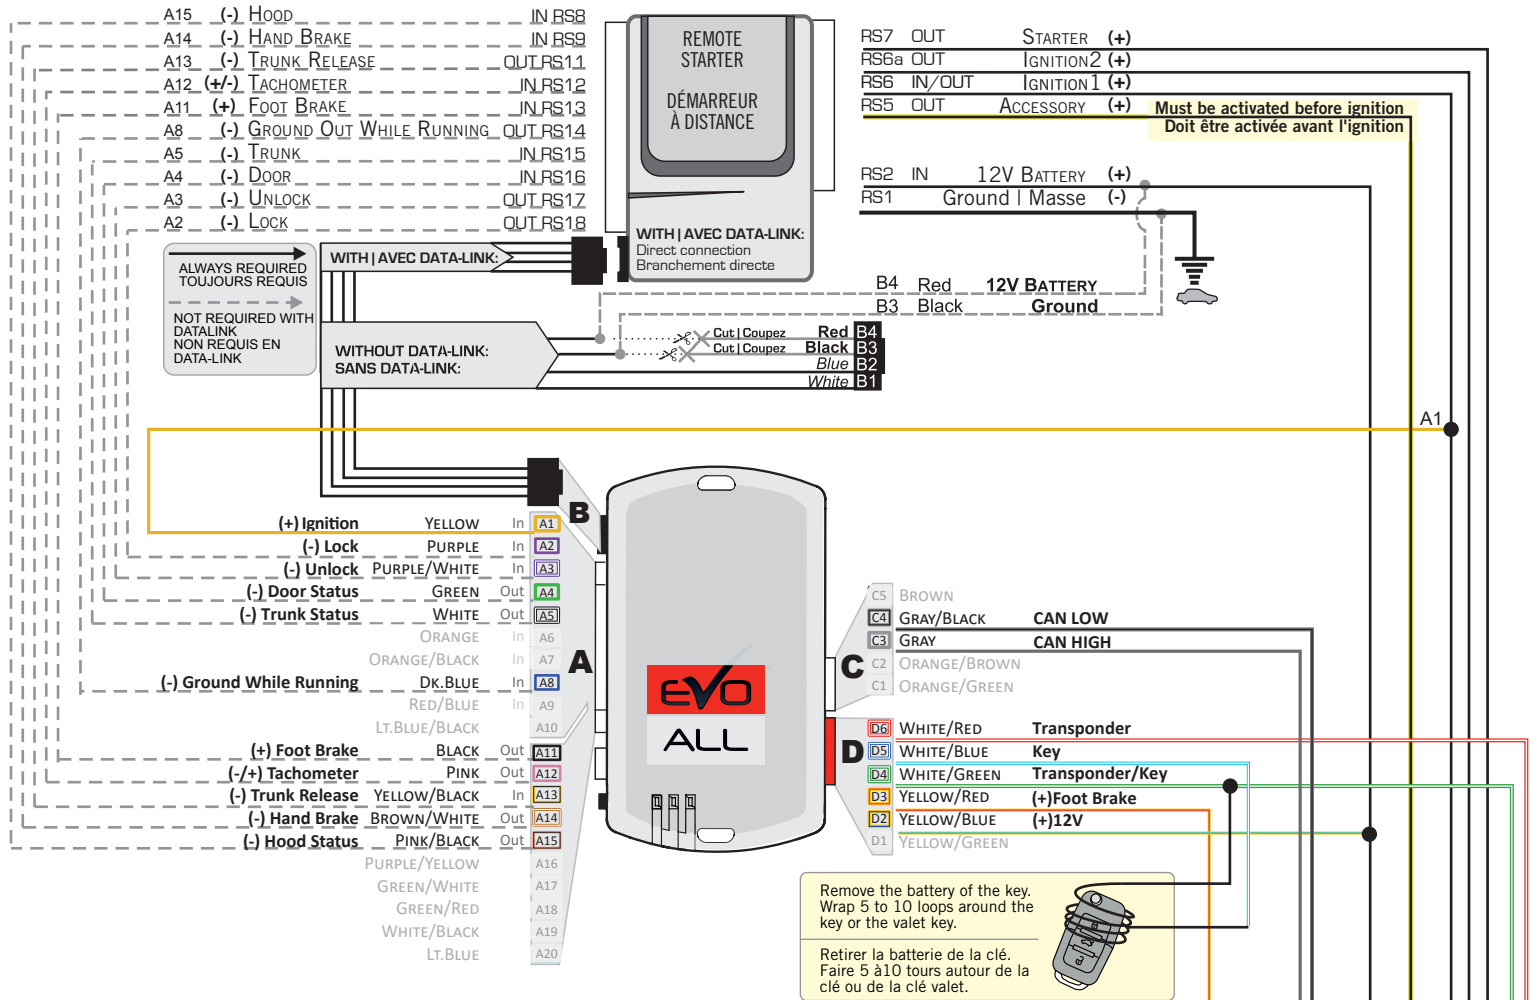 A15 (-) HOOD IN RS8
A14 (-) HAND BRAKE IN RS9
A13 (-) TRUNK RELEASE OUT RS11
A12 (+/-) TACHOMETER IN RS12
A11 (+) FOOT BRAKE IN RS13
A8 (-) GROUND OUT WHILE RUNNING OUT RS14
A5 (-) TRUNK IN RS15
A4 (-) DOOR IN RS16
A3 (-) UNLOCK OUT RS17
A2 (-) LOCK OUT RS18
REMOTE
STARTER
DÉMARREUR
À DISTANCE
WITH | AVEC DATA-LINK:
Direct connection
Branchement directe
RS7 OUT STARTER (+)
RS6a OUT IGNITION2 (+)
RS6 IN/OUT IGNITION1 (+)
RS5 OUT ACCESSORY (+)
Must be activated before ignition
Doit être activée avant l'ignition
RS2 IN 12V BATTERY (+)
RS1 Ground | Masse (-)
ALWAYS REQUIRED
TOUJOURS REQUIS
NOT REQUIRED WITH
DATALINK
NON REQUIS EN
DATA-LINK
WITH | AVEC DATA-LINK:
B4 Red 12V BATTERY
B3 Black Ground
WITHOUT DATA-LINK:
SANS DATA-LINK:
Cut | Coupez Red B4
Cut | Coupez Black B3
Blue B2
White B1
A1
B
(+) Ignition YELLOW In A1
(-) Lock PURPLE In A2
(-) Unlock PURPLE/WHITE In A3
(-) Door Status GREEN Out A4
(-) Trunk Status WHITE Out A5
ORANGE In A6
ORANGE/BLACK In A7
(-) Ground While Running DK.BLUE In A8
RED/BLUE In A9
LT.BLUE/BLACK A10
(+) Foot Brake BLACK Out A11
(-/+) Tachometer PINK Out A12
(-) Trunk Release YELLOW/BLACK In A13
(-) Hand Brake BROWN/WHITE Out A14
(-) Hood Status PINK/BLACK Out A15
PURPLE/YELLOW A16
GREEN/WHITE A17
GREEN/RED A18
WHITE/BLACK A19
LT.BLUE A20
A
EVO
ALL
C
C5 BROWN
C4 GRAY/BLACK CAN LOW
C3 GRAY CAN HIGH
C2 ORANGE/BROWN
C1 ORANGE/GREEN
D
D6 WHITE/RED Transponder
D5 WHITE/BLUE Key
D4 WHITE/GREEN Transponder/Key
D3 YELLOW/RED (+)Foot Brake
D2 YELLOW/BLUE (+)12V
D1 YELLOW/GREEN
Remove the battery of the key.
Wrap 5 to 10 loops around the
key or the valet key.
Retirer la batterie de la clé.
Faire 5 à10 tours autour de la
clé ou de la clé valet.